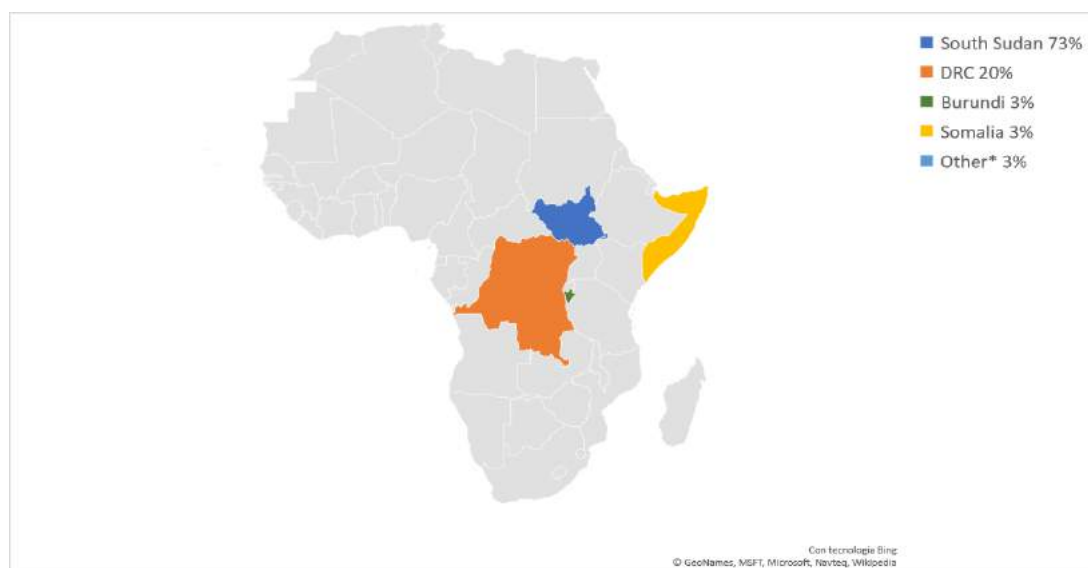 South Sudan 73%
DRC 20%
Burundi 3%
Somalia 3%
Other* 3%
Con tecnologie Bing
© GeoNames, MSFT, Microsoft, Navteq, Wikipedia